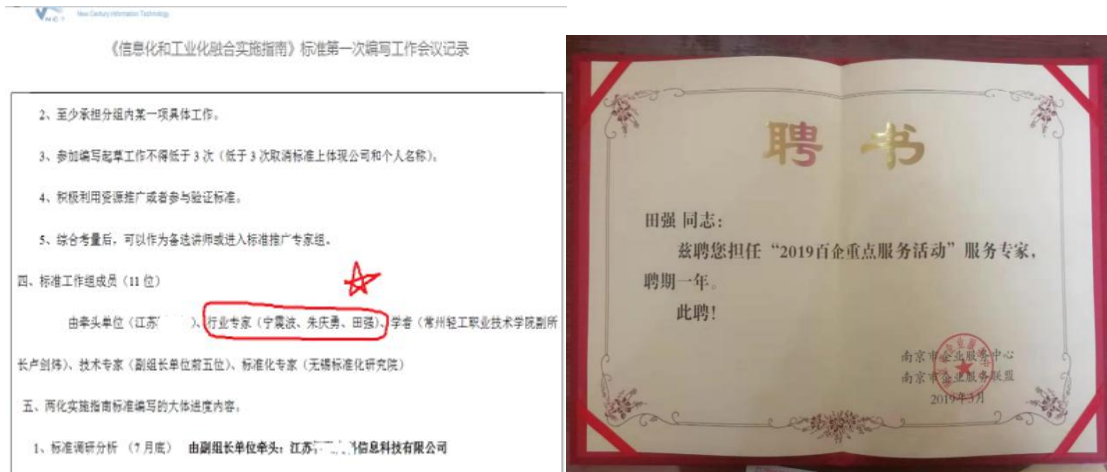 VNET
New Century Information Technology
《信息化和工业化融合实施指南》标准第一次编写工作会议记录
2、至少承担分组内某一项具体工作。
3、参加编写起草工作不得低于3次（低于3次取消标准上体现公司和个人名称）。
4、积极利用资源推广或者参与验证标准。
5、综合考量后，可以作为备选讲师或进入标准推广专家组。
四、标准工作组成员（11位）
由牵头单位（江苏 ）、行业专家（宁震波、朱庆勇、田强）、学者（常州轻工职业技术学院副所
长卢剑炜）、技术专家（副组长单位前五位）、标准化专家（无锡标准化研究院）
五、两化实施指南标准编写的大体进度内容。
1、标准调研分析 （7月底） 由副组长单位牵头：江苏 信息科技有限公司
聘 书
田强 同志：
兹聘您担任“2019百企重点服务活动”服务专家，
聘期一年。
此聘！
南京市企业服务中心
南京市企业服务联盟
2019年3月